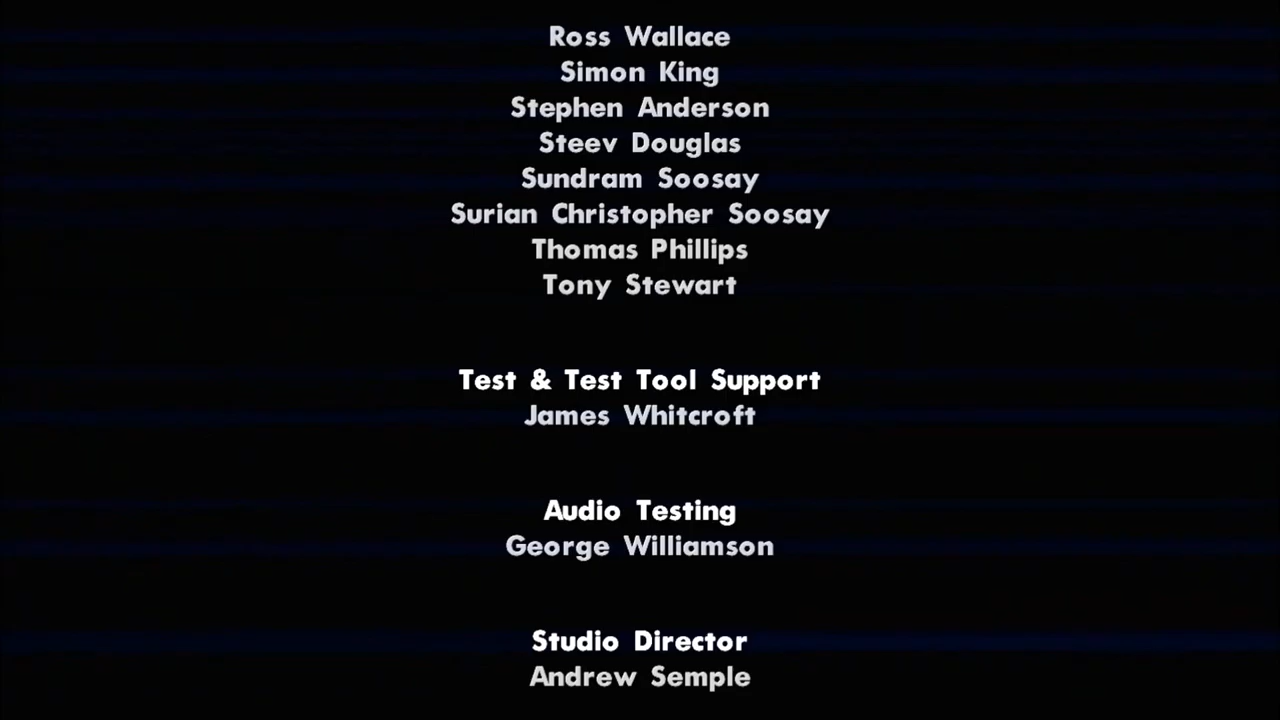 Ross Wallace
Simon King
Stephen Anderson
Steev Douglas
Sundram Soosay
Surian Christopher Soosay
Thomas Phillips
Tony Stewart
Test & Test Tool Support
James Whitcroft
Audio Testing
George Williamson
Studio Director
Andrew Semple